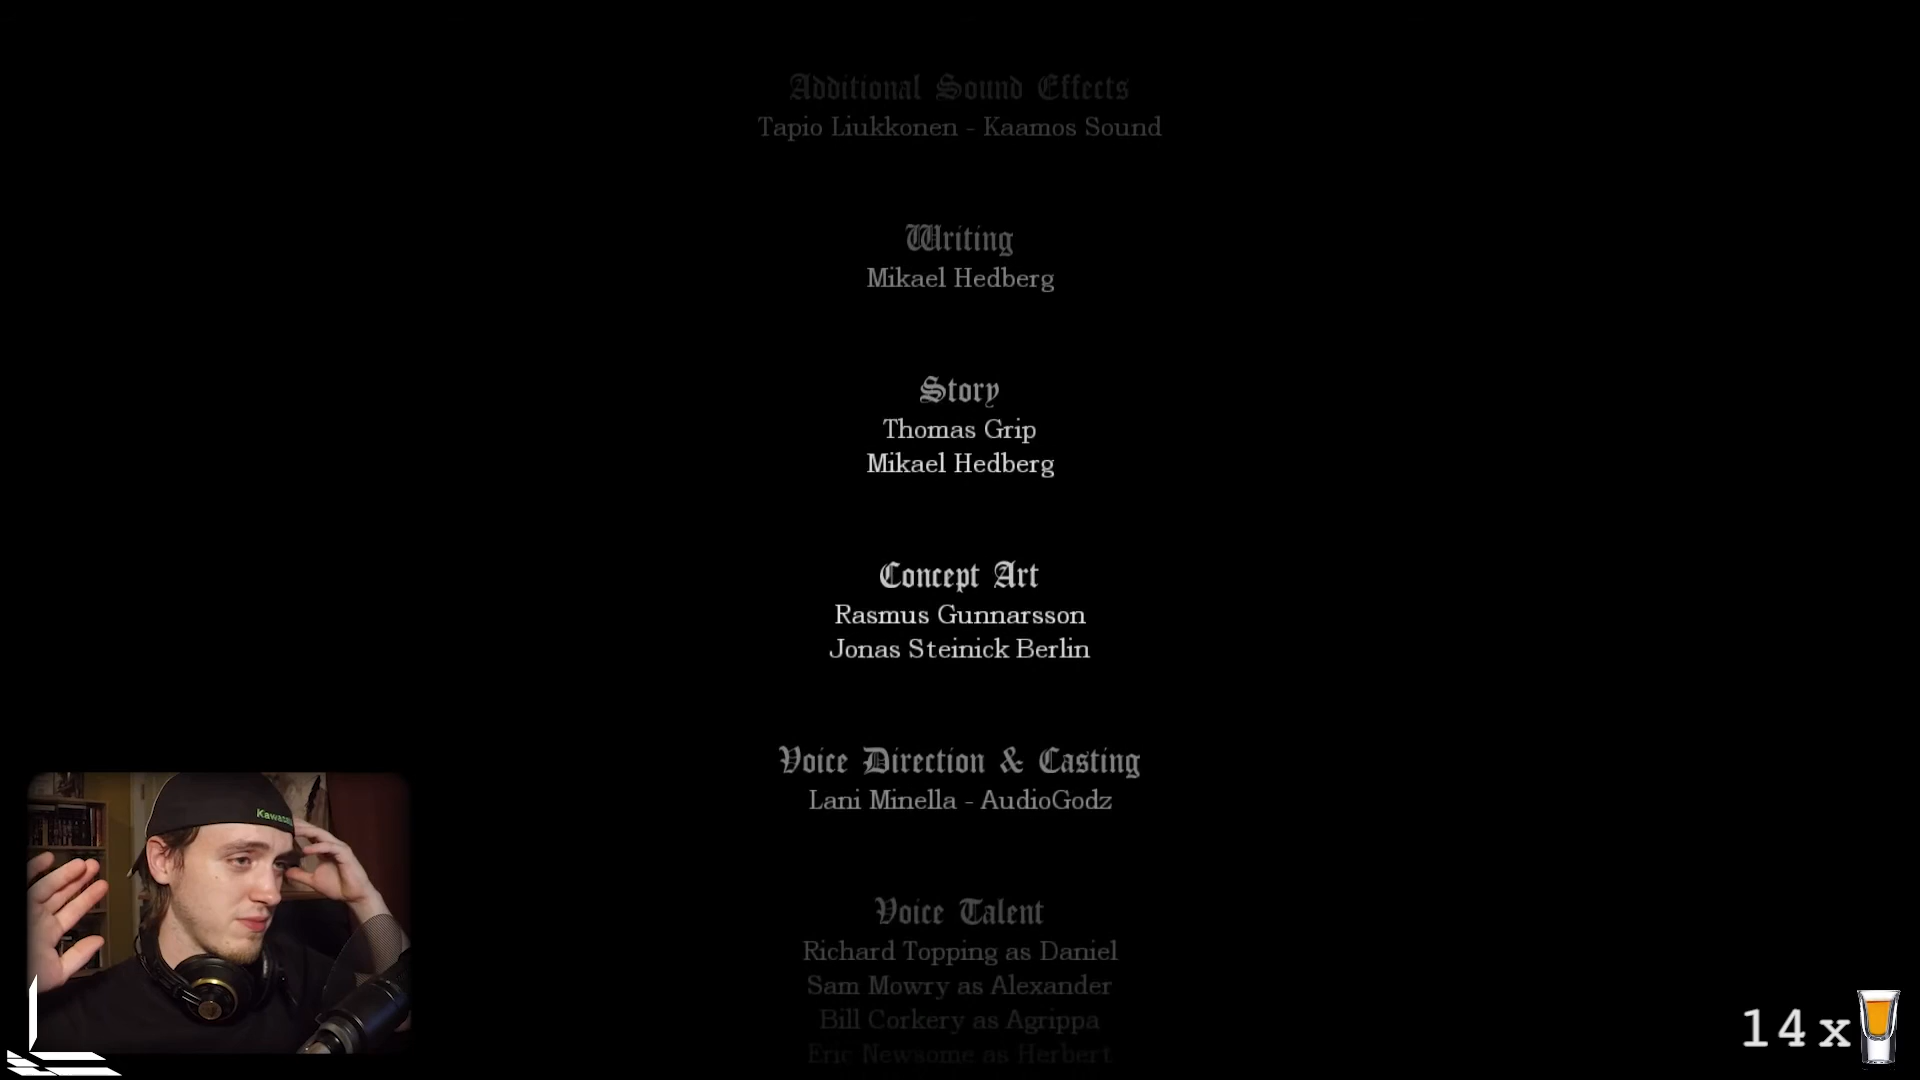 Additional Sound Effects
Tapio Liukkonen - Kaamos Sound
Writing
Mikael Hedberg
Story
Thomas Grip
Mikael Hedberg
Concept Art
Rasmus Gunnarsson
Jonas Steinick Berlin
Voice Direction & Casting
Lani Minella - AudioGodz
Voice Talent
Richard Topping as Daniel
Sam Mowry as Alexander
Bill Corkery as Agrippa
Eric Newsome as Herbert
14x